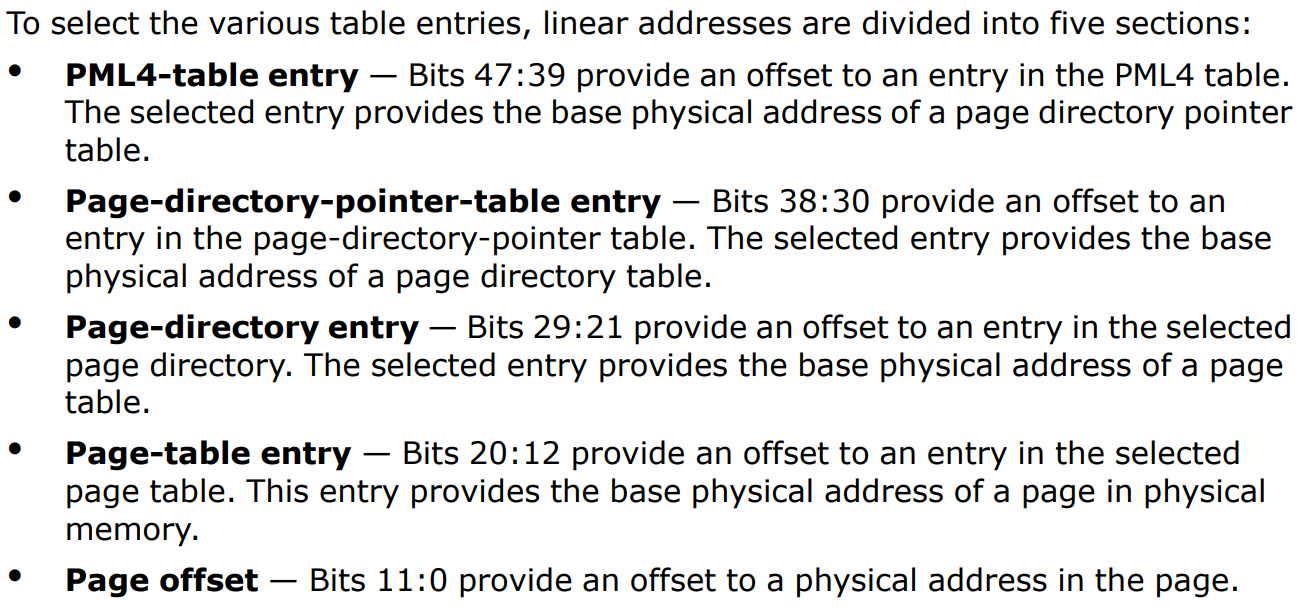 To select the various table entries, linear addresses are divided into five sections:
• PML4-table entry — Bits 47:39 provide an offset to an entry in the PML4 table.
The selected entry provides the base physical address of a page directory pointer
table.
• Page-directory-pointer-table entry — Bits 38:30 provide an offset to an
entry in the page-directory-pointer table. The selected entry provides the base
physical address of a page directory table.
• Page-directory entry — Bits 29:21 provide an offset to an entry in the selected
page directory. The selected entry provides the base physical address of a page
table.
• Page-table entry — Bits 20:12 provide an offset to an entry in the selected
page table. This entry provides the base physical address of a page in physical
memory.
• Page offset — Bits 11:0 provide an offset to a physical address in the page.